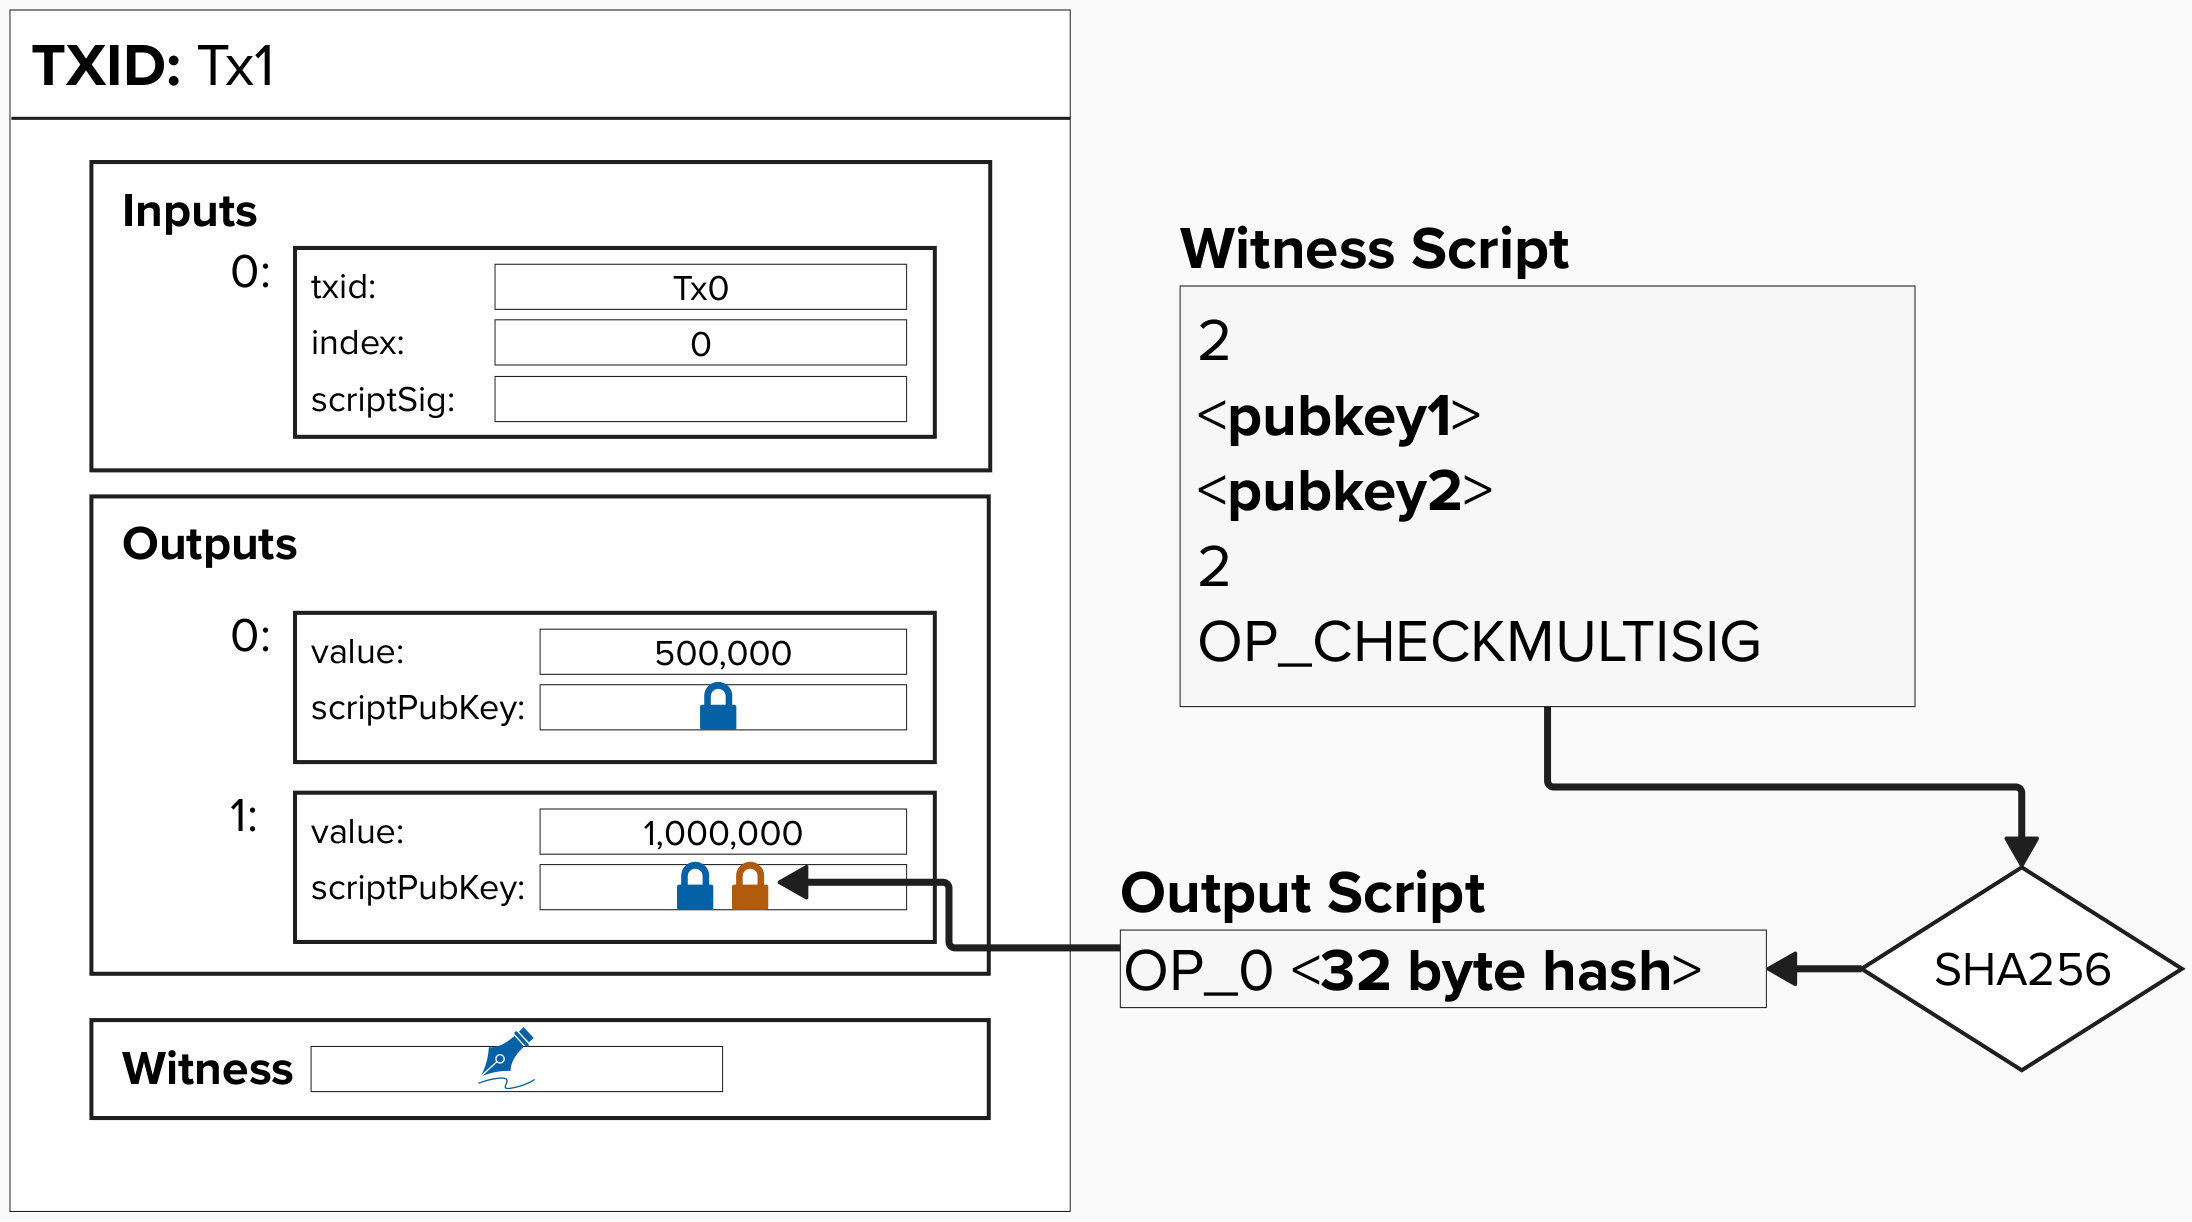 TXID: Tx1
Inputs
0:
txid: Tx0
index: 0
scriptSig:
Outputs
0:
value: 500,000
scriptPubKey:
1:
value: 1,000,000
scriptPubKey:
Witness
Witness Script
2
<pubkey1>
<pubkey2>
2
OP_CHECKMULTISIG
SHA256
Output Script
OP_0 <32 byte hash>